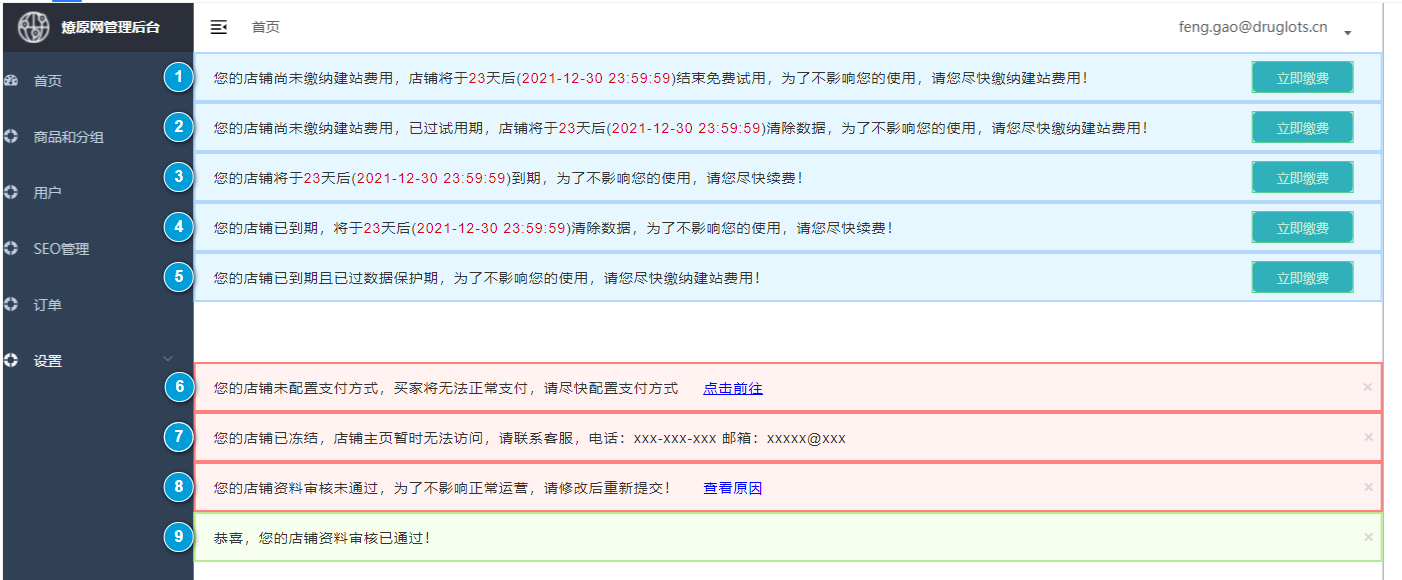 燎原网管理后台
首页
feng.gao@druglots.cn
首页
商品和分组
用户
SEO管理
订单
设置
1 您的店铺尚未缴纳建站费用，店铺将于23天后(2021-12-30 23:59:59)结束免费试用，为了不影响您的使用，请您尽快缴纳建站费用！ 立即缴费
2 您的店铺尚未缴纳建站费用，已过试用期，店铺将于23天后(2021-12-30 23:59:59)清除数据，为了不影响您的使用，请您尽快缴纳建站费用！ 立即缴费
3 您的店铺将于23天后(2021-12-30 23:59:59)到期，为了不影响您的使用，请您尽快续费！ 立即缴费
4 您的店铺已到期，将于23天后(2021-12-30 23:59:59)清除数据，为了不影响您的使用，请您尽快续费！ 立即缴费
5 您的店铺已到期且已过数据保护期，为了不影响您的使用，请您尽快缴纳建站费用！ 立即缴费
6 您的店铺未配置支付方式，买家将无法正常支付，请尽快配置支付方式 点击前往
7 您的店铺已冻结，店铺主页暂时无法访问，请联系客服，电话：xxx-xxx-xxx 邮箱：xxxxx@xxx
8 您的店铺资料审核未通过，为了不影响正常运营，请修改后重新提交！ 查看原因
9 恭喜，您的店铺资料审核已通过！